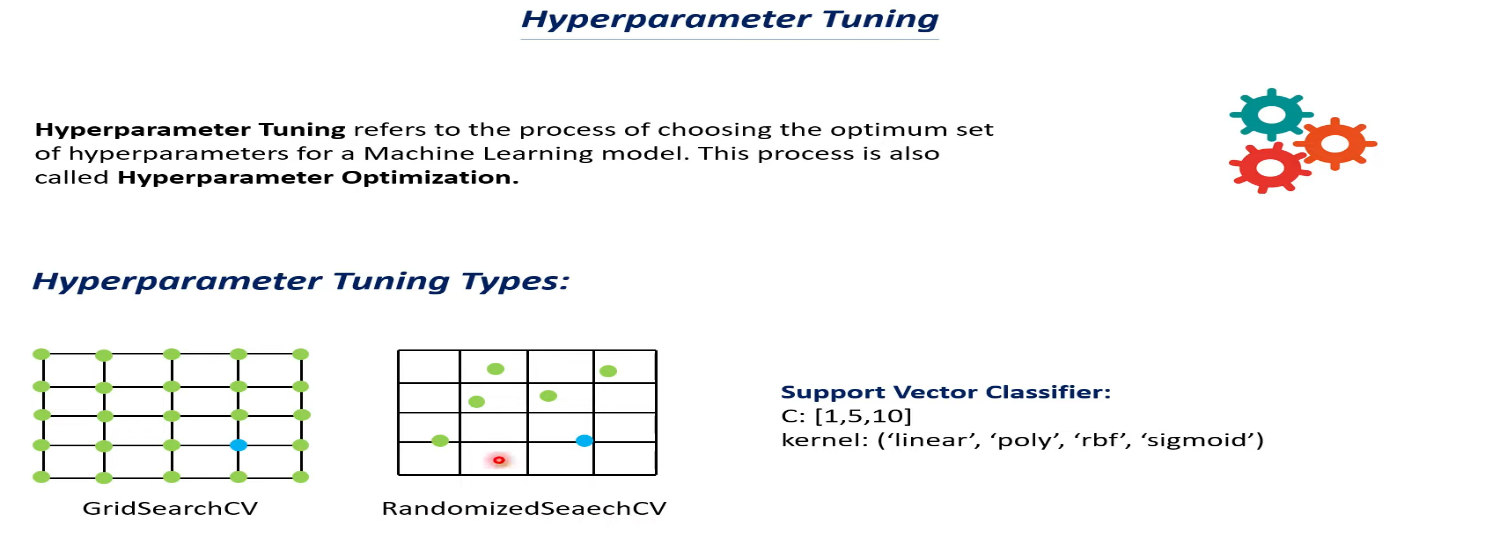 Hyperparameter Tuning
Hyperparameter Tuning refers to the process of choosing the optimum set
of hyperparameters for a Machine Learning model. This process is also
called Hyperparameter Optimization.
Hyperparameter Tuning Types:
GridSearchCV
RandomizedSeaechCV
Support Vector Classifier:
C: [1,5,10]
kernel: (‘linear’, ‘poly’, ‘rbf’, ‘sigmoid’)